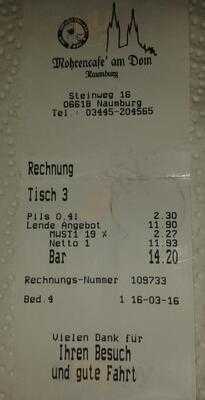 Mohrencafe' am Dom
Naumburg
Steinweg 16
06618 Naumburg
Tel. : 03445-204565
Rechnung
Tisch 3
Pils 0,4l 2.30
Lende Angebot 11.90
MWST1 19 % 2.27
Netto 1 11.93
Bar 14.20
Rechnungs-Nummer 109733
Bed.4 1 16-03-16
Vielen Dank für
Ihren Besuch
und gute Fahrt